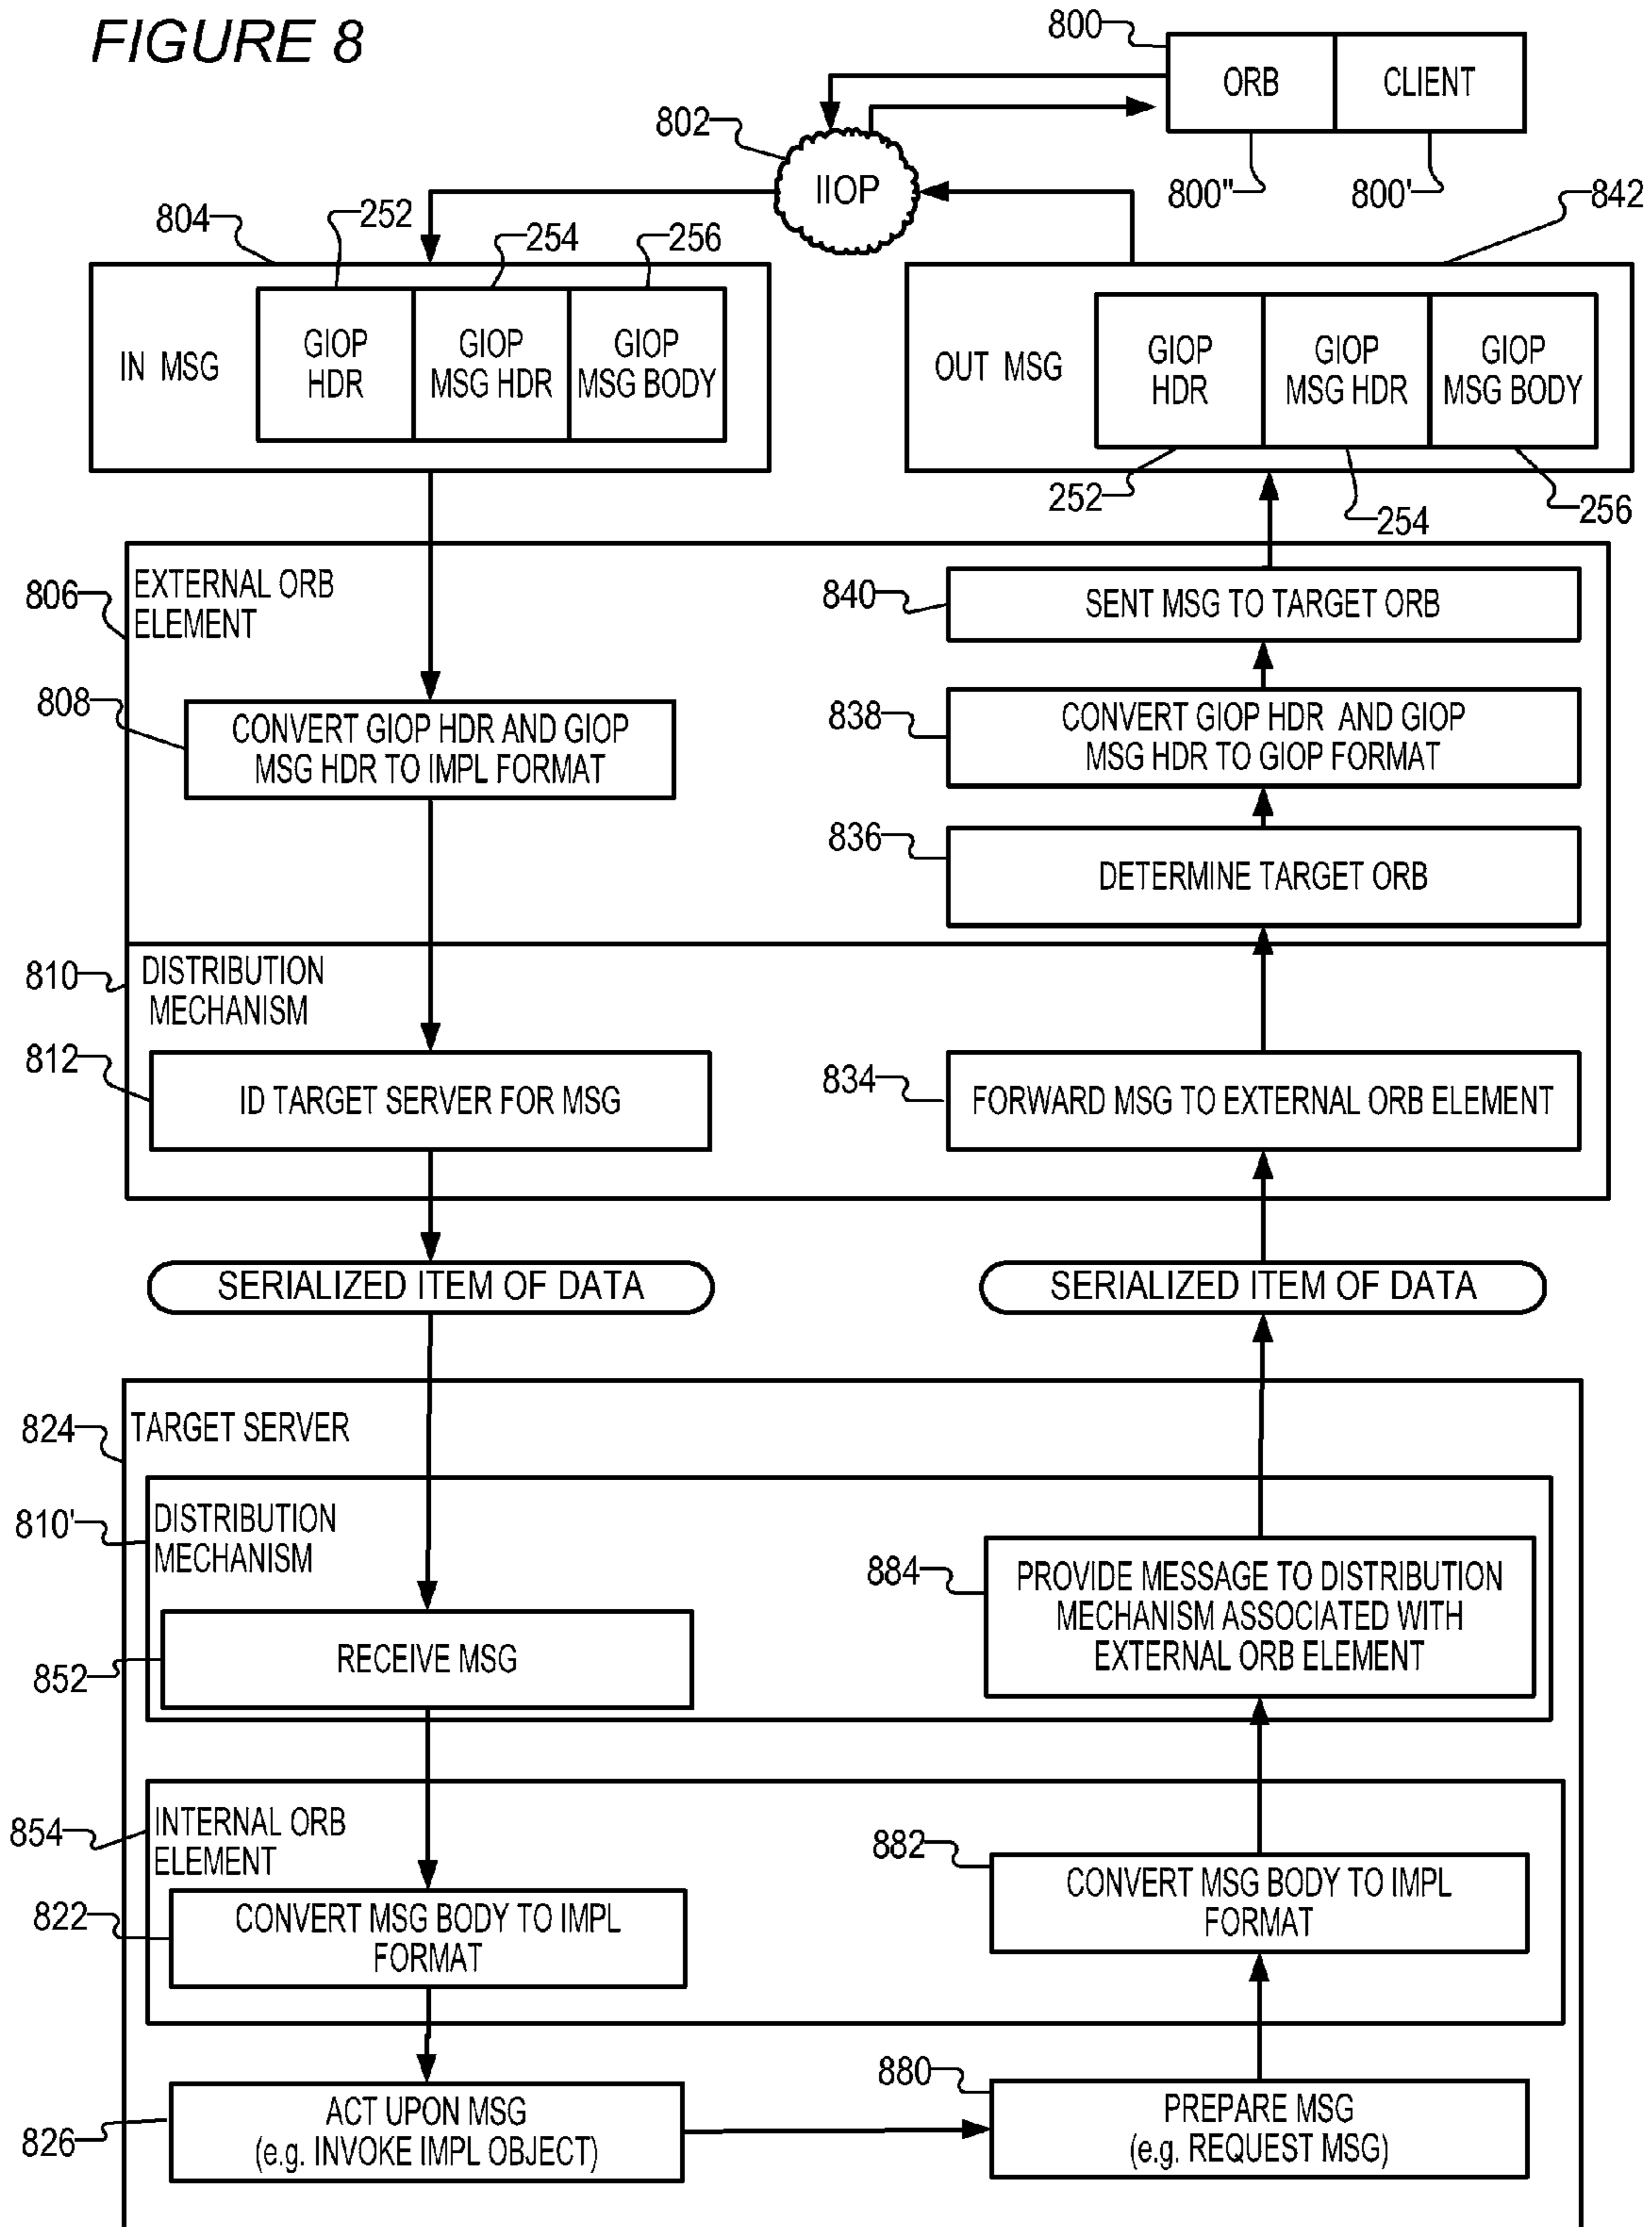 FIGURE 8
800
ORB
CLIENT
802
IIOP
800"
800'
842
804
252
254
256
IN MSG
GIOP
HDR
GIOP
MSG HDR
GIOP
MSG BODY
OUT MSG
GIOP
HDR
GIOP
MSG HDR
GIOP
MSG BODY
252
254
256
806
EXTERNAL ORB
ELEMENT
840
SENT MSG TO TARGET ORB
808
CONVERT GIOP HDR AND GIOP
MSG HDR TO IMPL FORMAT
838
CONVERT GIOP HDR AND GIOP
MSG HDR TO GIOP FORMAT
836
DETERMINE TARGET ORB
810
DISTRIBUTION
MECHANISM
812
ID TARGET SERVER FOR MSG
834
FORWARD MSG TO EXTERNAL ORB ELEMENT
SERIALIZED ITEM OF DATA
SERIALIZED ITEM OF DATA
824
TARGET SERVER
810'
DISTRIBUTION
MECHANISM
884
PROVIDE MESSAGE TO DISTRIBUTION
MECHANISM ASSOCIATED WITH
EXTERNAL ORB ELEMENT
852
RECEIVE MSG
854
INTERNAL ORB
ELEMENT
882
CONVERT MSG BODY TO IMPL
FORMAT
822
CONVERT MSG BODY TO IMPL
FORMAT
880
PREPARE MSG
(e.g. REQUEST MSG)
826
ACT UPON MSG
(e.g. INVOKE IMPL OBJECT)